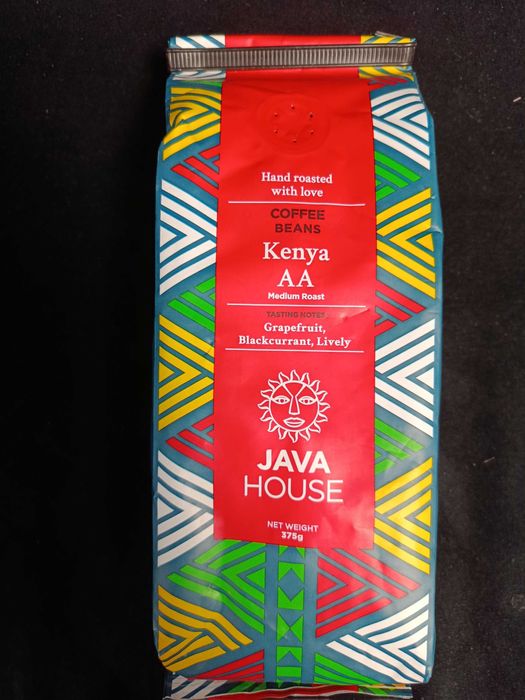 Hand roasted
with love
COFFEE
BEANS
Kenya
AA
Medium Roast
TASTING NOTES
Grapefruit,
Blackcurrant, Lively
JAVA
HOUSE
NET WEIGHT
375g